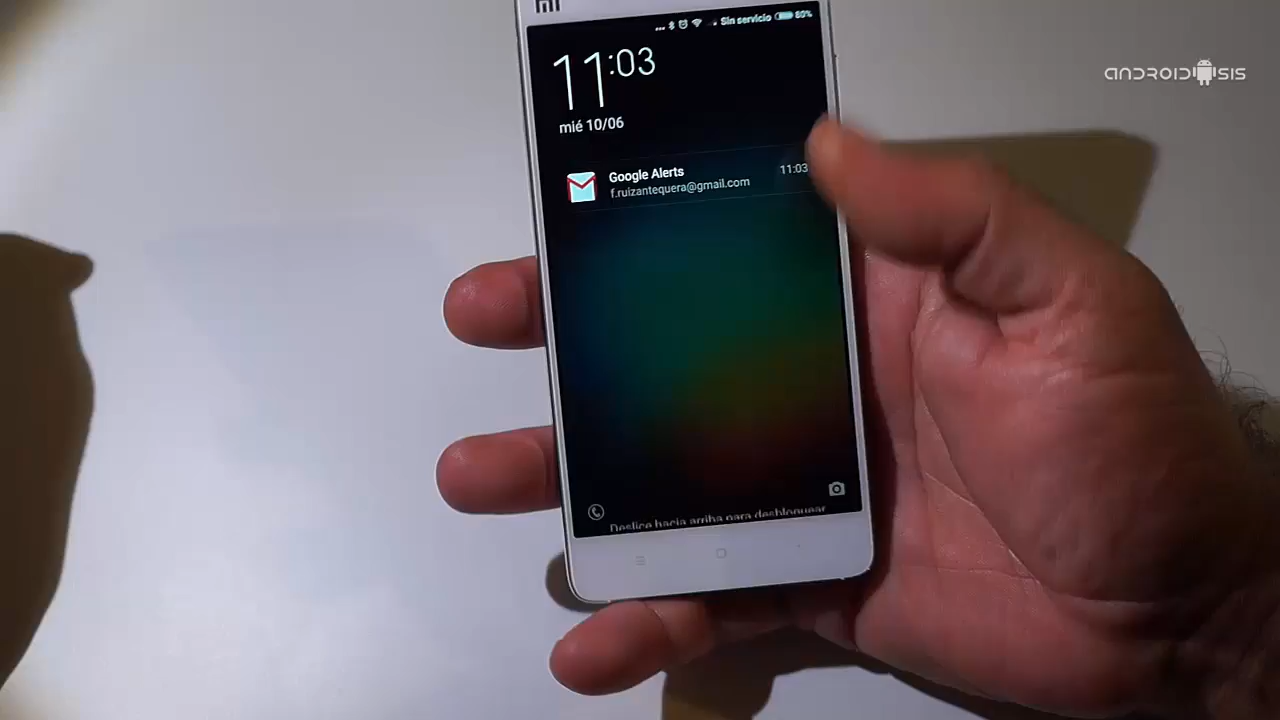 mi
Sin servicio 80%
11:03
mié 10/06
Google Alerts 11:03
f.ruizantequera@gmail.com
Deslice hacia arriba para desbloquear
ANDROIDSIS